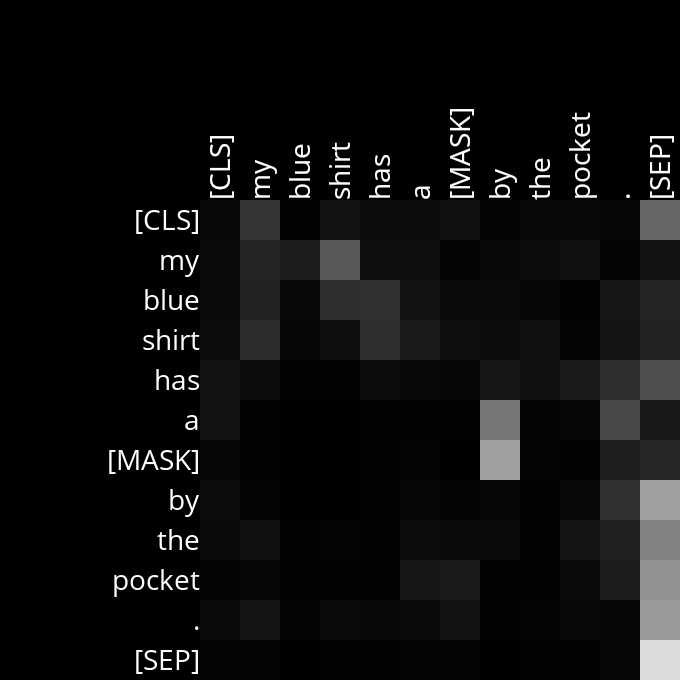 [CLS] my blue shirt has a [MASK] by the pocket . [SEP]
[CLS]
my
blue
shirt
has
a
[MASK]
by
the
pocket
.
[SEP]